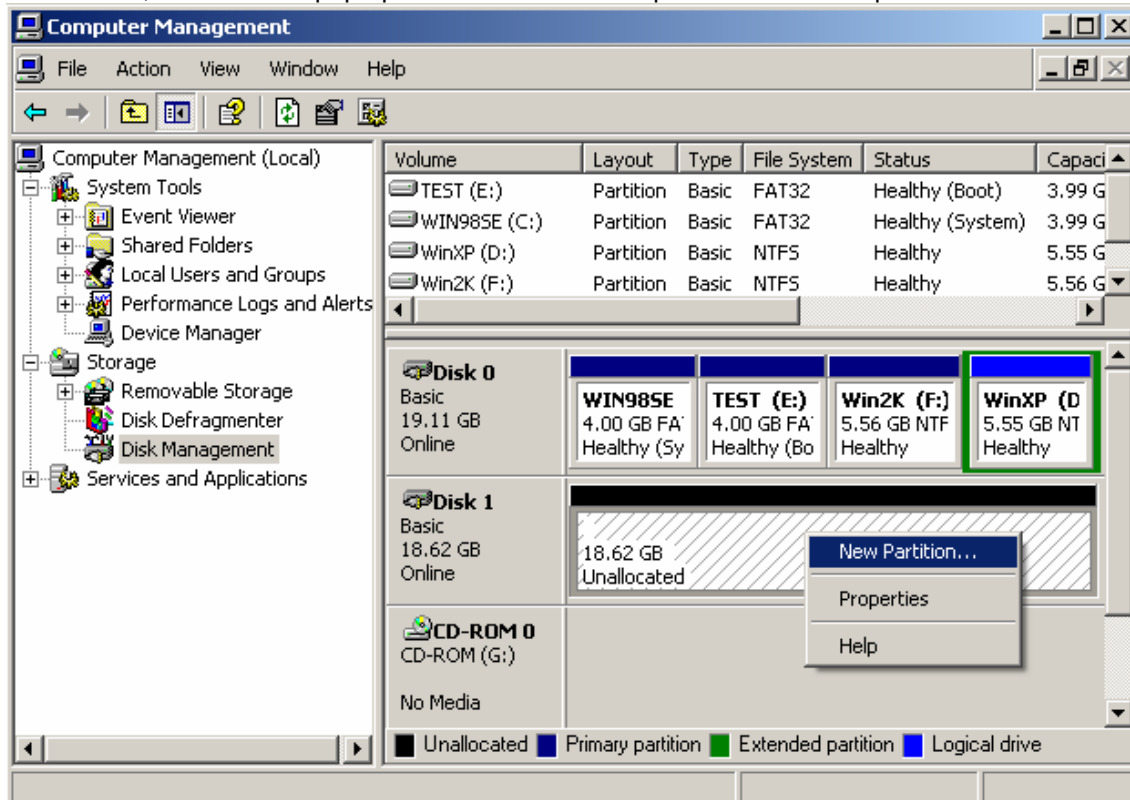 Computer Management
File Action View Window Help
Computer Management (Local)
System Tools
Event Viewer
Shared Folders
Local Users and Groups
Performance Logs and Alerts
Device Manager
Storage
Removable Storage
Disk Defragmenter
Disk Management
Services and Applications
Volume Layout Type File System Status Capaci
TEST (E:) Partition Basic FAT32 Healthy (Boot) 3.99 G
WIN98SE (C:) Partition Basic FAT32 Healthy (System) 3.99 G
WinXP (D:) Partition Basic NTFS Healthy 5.55 G
Win2K (F:) Partition Basic NTFS Healthy 5.56 G
Disk 0
Basic
19.11 GB
Online
WIN98SE
4.00 GB FA
Healthy (Sy
TEST (E:)
4.00 GB FA
Healthy (Bo
Win2K (F:)
5.56 GB NTF
Healthy
WinXP (D
5.55 GB NT
Healthy
Disk 1
Basic
18.62 GB
Online
18.62 GB
Unallocated
New Partition...
Properties
Help
CD-ROM 0
CD-ROM (G:)
No Media
Unallocated Primary partition Extended partition Logical drive